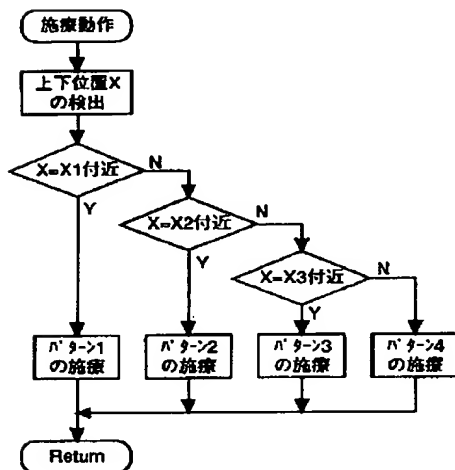 施療動作
上下位置X
の検出
X=X1付近
N
Y
X=X2付近
N
Y
X=X3付近
N
Y
パターン1
の施療
パターン2
の施療
パターン3
の施療
パターン4
の施療
Return